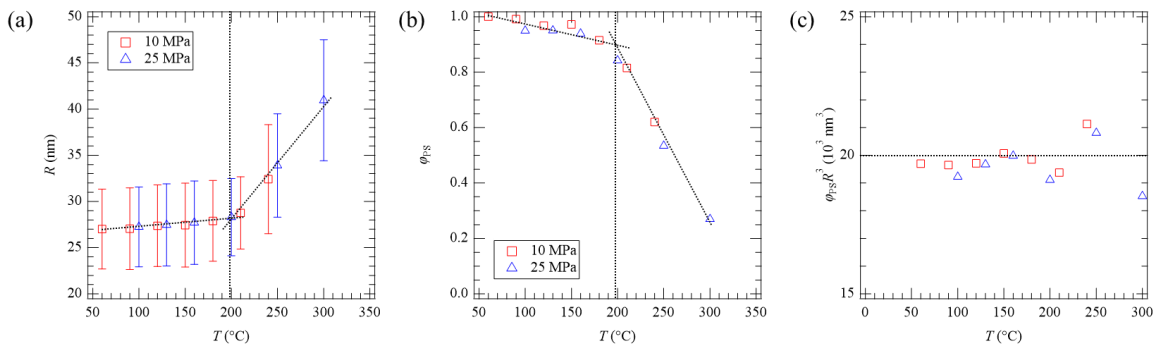 (a)
50
45
40
35
30
25
20
R (nm)
10 MPa
25 MPa
50 100 150 200 250 300 350
T (°C)
(b)
1.0
0.8
0.6
0.4
0.2
0.0
φPS
10 MPa
25 MPa
50 100 150 200 250 300 350
T (°C)
(c)
25
20
15
φPSR³ (10³ nm³)
0 50 100 150 200 250 300
T (°C)